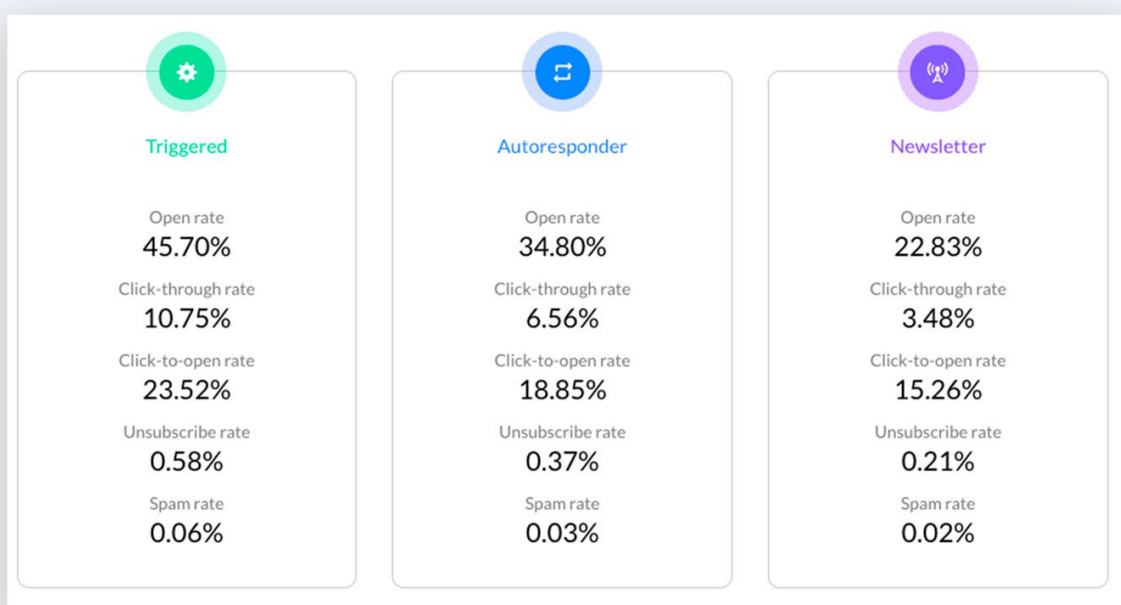 Triggered
Open rate
45.70%
Click-through rate
10.75%
Click-to-open rate
23.52%
Unsubscribe rate
0.58%
Spam rate
0.06%
Autoresponder
Open rate
34.80%
Click-through rate
6.56%
Click-to-open rate
18.85%
Unsubscribe rate
0.37%
Spam rate
0.03%
Newsletter
Open rate
22.83%
Click-through rate
3.48%
Click-to-open rate
15.26%
Unsubscribe rate
0.21%
Spam rate
0.02%